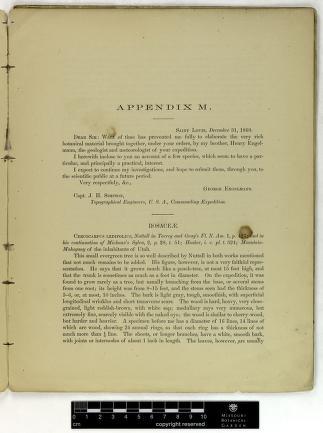 APPENDIX M.
SAINT LOUIS, December 31, 1860.
DEAR SIR: Want of time has prevented me fully to elaborate the very rich
botanical material brought together, under your orders, by my brother, Henry Engel-
mann, the geologist and meteorologist of your expedition.
I herewith inclose to you an account of a few species, which seem to have a par-
ticular, and principally a practical, interest.
I expect to continue my investigations, and hope to submit them, through you, to
the scientific public at a future period.
Very respectfully, &c.,
GEORGE ENGELMANN.
Capt. J. H. SIMPSON,
Topographical Engineers, U. S. A., Commanding Expedition.
ROSACEÆ.
CERCOCARPUS LEDIFOLIUS, Nuttall in Torrey and Gray's Fl. N. Am. 1, p. and in
his continuation of Michaux's Sylva, 2, p. 28, t. 51; Hooker, i. c. pl. t. 324; Mountain-
Mahogany of the inhabitants of Utah.
This small evergreen tree is so well described by Nuttall in both works mentioned
that not much remains to be added. His figure, however, is not a very faithful repre-
sentation. He says that it grows much like a peach-tree, at most 15 feet high, and
that the trunk is sometimes as much as a foot in diameter. On the expedition, it was
found to grow rarely as a tree, but usually branching from the base, or several stems
from one root; its height was from 8-15 feet, and the stems seen had the thickness of
3-6, or, at most, 10 inches. The bark is light gray, tough, smoothish, with superficial
longitudinal wrinkles and short transverse scars. The wood is hard, heavy, very close-
grained, light reddish-brown, with white sap; medullary rays very numerous, but
extremely fine, scarcely visible with the naked eye; the wood is similar to cherry-wood,
but harder and heavier. A specimen before me has a diameter of 16 lines, 14 lines of
which are wood, showing 24 annual rings, so that each ring has a thickness of not
much more than line. The shoots, or longer branches, have a white, smooth bark,
with joints or internodes of about 1 inch in length. The leaves, however, are usually
0 1 2 3 4 5 6 7 8 9 10
cm
copyright reserved
MISSOURI
BOTANICAL
GARDEN